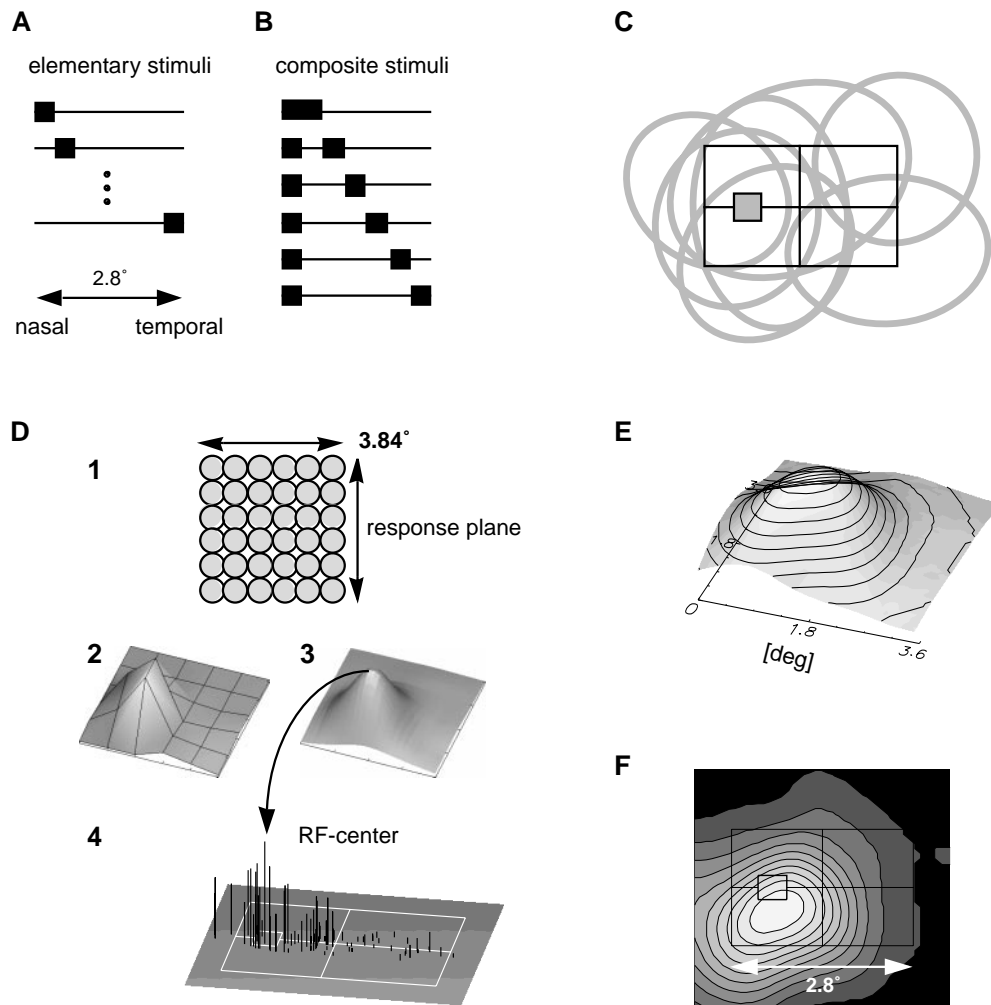 A
B
C
elementary stimuli
composite stimuli
2.8°
nasal
temporal
D
E
3.84°
1
response plane
3
1.8
0
1.8
3.6
[deg]
2
3
F
4
RF-center
2.8°